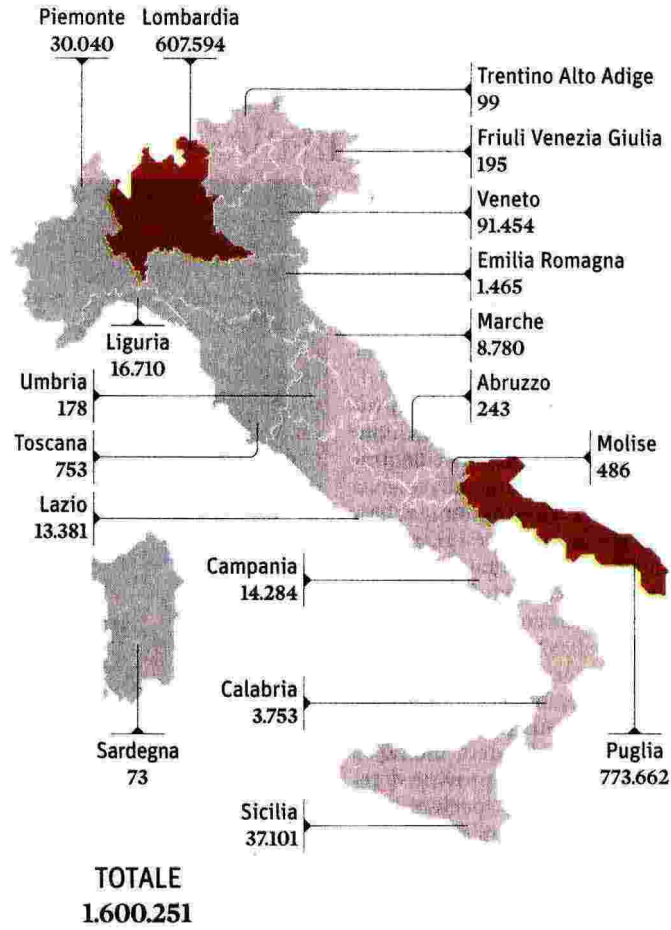 Piemonte
30.040
Lombardia
607.594
Trentino Alto Adige
99
Friuli Venezia Giulia
195
Veneto
91.454
Emilia Romagna
1.465
Marche
8.780
Liguria
16.710
Umbria
178
Abruzzo
243
Toscana
753
Molise
486
Lazio
13.381
Campania
14.284
Calabria
3.753
Sardegna
73
Puglia
773.662
Sicilia
37.101
TOTALE
1.600.251